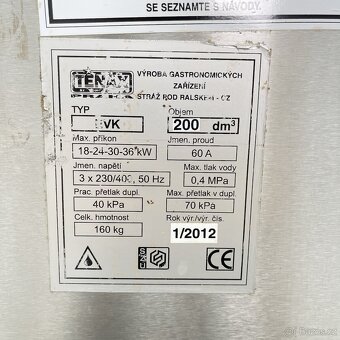 SE SEZNAMTE S NÁVODY.
VÝROBA GASTRONOMICKÝCH
ZAŘÍZENÍ
STRÁŽ POD RALSKEM - CZ
TYP
Objem
VK
200 dm³
Max. příkon
Jmen. proud
18-24-30-36 kW
60 A
Jmen. napětí
Max. tlak vody
3 x 230/400, 50 Hz
0,4 MPa
Prac. přetlak dupl.
Max. přetlak v dupl.
40 kPa
70 kPa
Celk. hmotnost
Rok výr./výr. čís.
160 kg
1/2012
CE